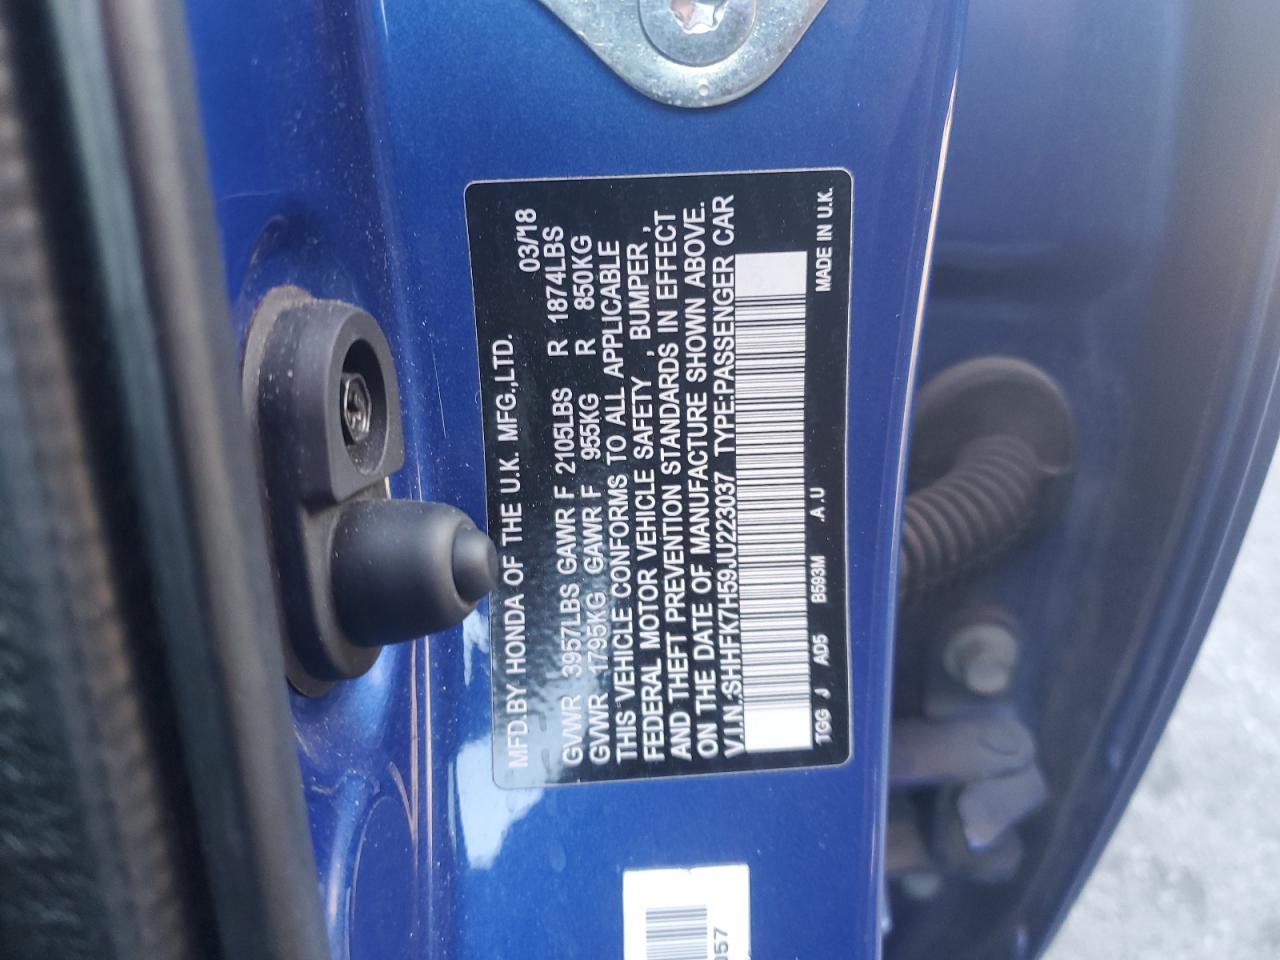 MFD.BY HONDA OF THE U.K. MFG.,LTD. 03/18
GVWR 3957LBS GAWR F 2105LBS R 1874LBS
GVWR 1795KG GAWR F 955KG R 850KG
THIS VEHICLE CONFORMS TO ALL APPLICABLE
FEDERAL MOTOR VEHICLE SAFETY , BUMPER ,
AND THEFT PREVENTION STANDARDS IN EFFECT
ON THE DATE OF MANUFACTURE SHOWN ABOVE.
V.I.N.:SHHFK7H59JU223037 TYPE:PASSENGER CAR
TGG J AD5 B593M .A.U MADE IN U.K.